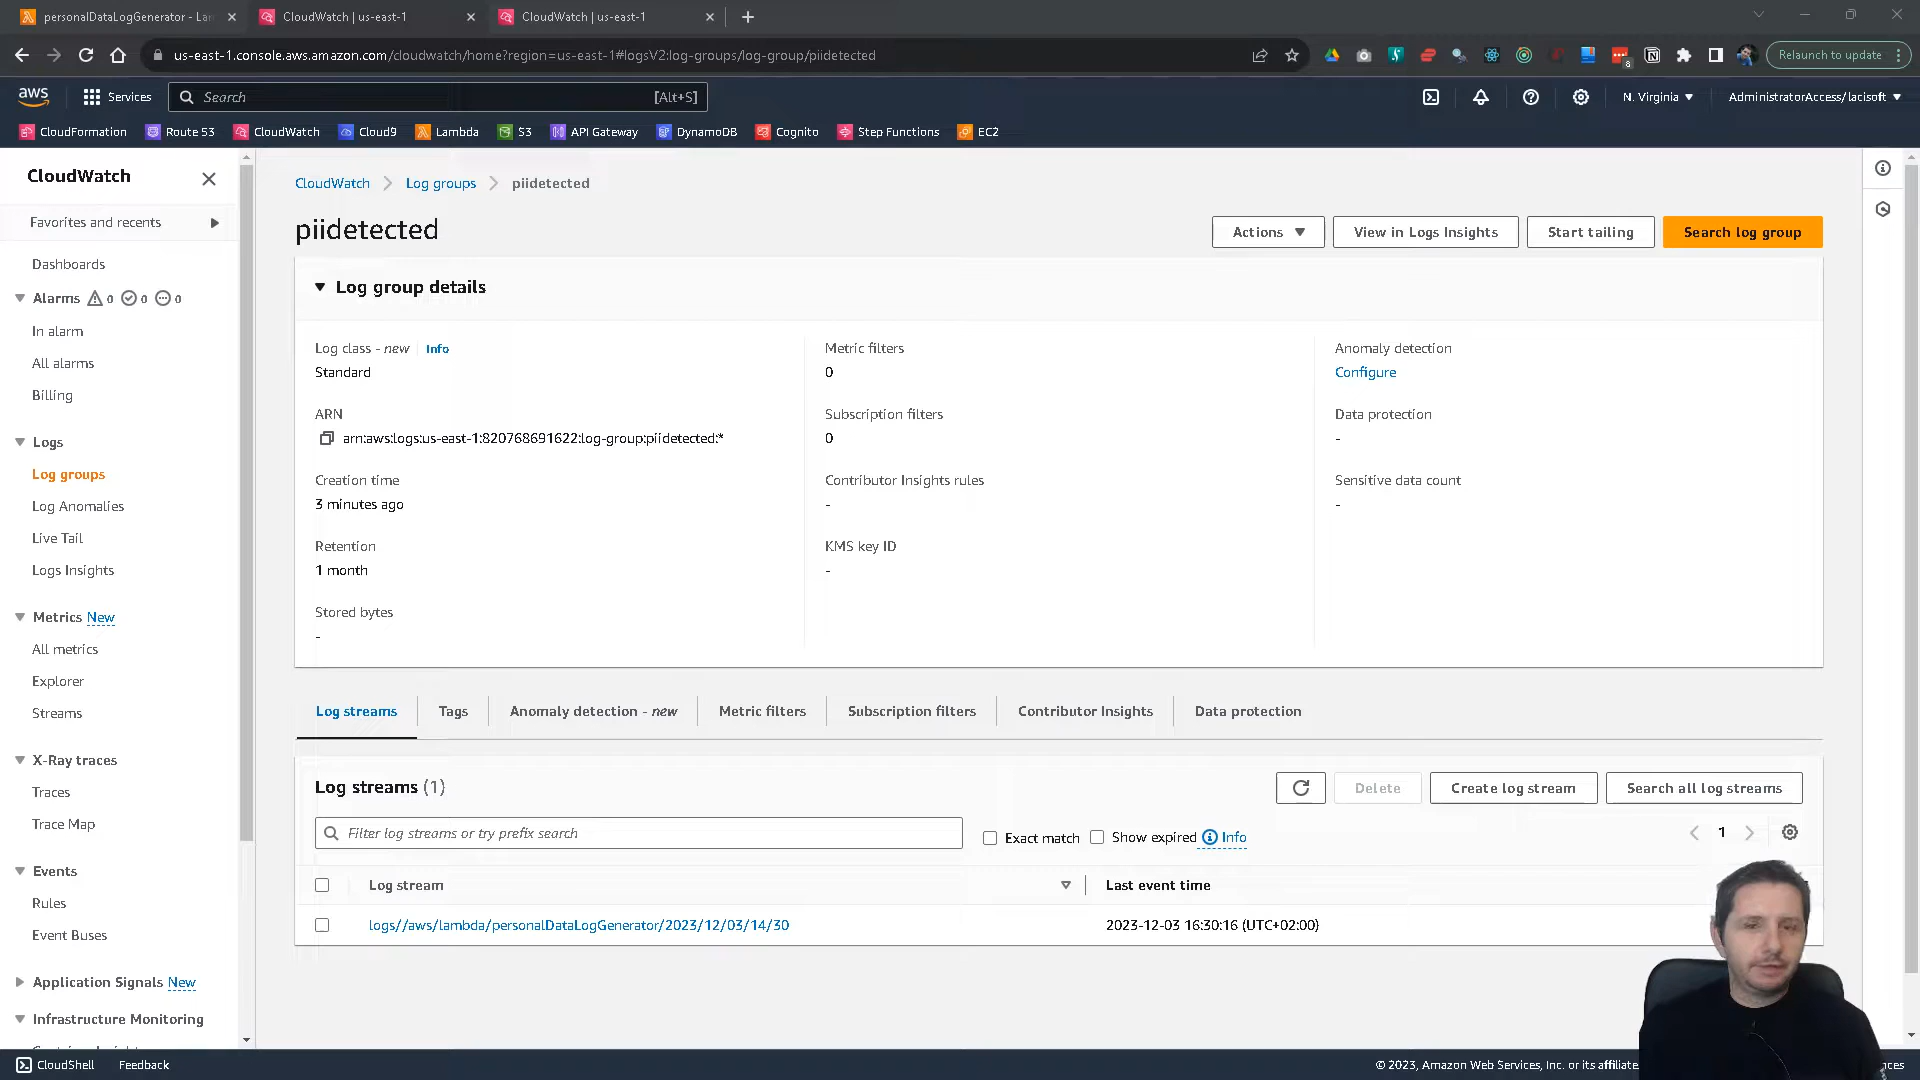 personalDataLogGenerator - La
CloudWatch | us-east-1
CloudWatch | us-east-1
us-east-1.console.aws.amazon.com/cloudwatch/home?region=us-east-1#logsV2:log-groups/log-group/piidetected
8
Relaunch to update
aws
Services
Search
[Alt+S]
N. Virginia
AdministratorAccess/lacisoft
CloudFormation
Route 53
CloudWatch
Cloud9
Lambda
S3
API Gateway
DynamoDB
Cognito
Step Functions
EC2
CloudWatch
Favorites and recents
Dashboards
Alarms 0 0 0
In alarm
All alarms
Billing
Logs
Log groups
Log Anomalies
Live Tail
Logs Insights
Metrics New
All metrics
Explorer
Streams
X-Ray traces
Traces
Trace Map
Events
Rules
Event Buses
Application Signals New
Infrastructure Monitoring
CloudWatch
Log groups
piidetected
piidetected
Actions
View in Logs Insights
Start tailing
Search log group
Log group details
Log class - new Info
Standard
ARN
arn:aws:logs:us-east-1:820768691622:log-group:piidetected:*
Creation time
3 minutes ago
Retention
1 month
Stored bytes
-
Metric filters
0
Subscription filters
0
Contributor Insights rules
-
KMS key ID
-
Anomaly detection
Configure
Data protection
-
Sensitive data count
-
Log streams
Tags
Anomaly detection - new
Metric filters
Subscription filters
Contributor Insights
Data protection
Log streams (1)
Delete
Create log stream
Search all log streams
Filter log streams or try prefix search
Exact match
Show expired
Info
1
Log stream
Last event time
logs//aws/lambda/personalDataLogGenerator/2023/12/03/14/30
2023-12-03 16:30:16 (UTC+02:00)
CloudShell
Feedback
© 2023, Amazon Web Services, Inc. or its affiliate